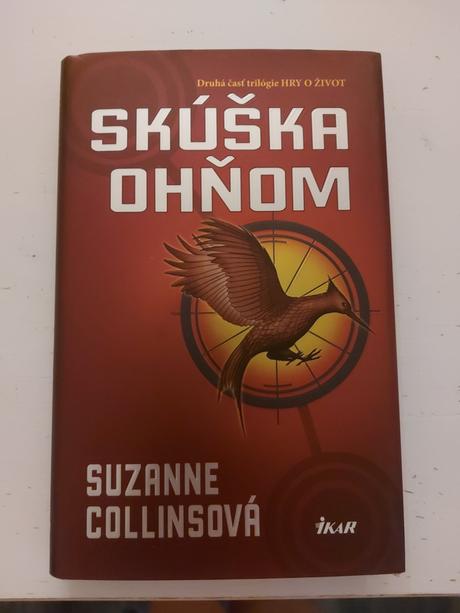 Druhá časť trilógie HRY O ŽIVOT
SKÚŠKA
OHŇOM
SUZANNE
COLLINSOVÁ
IKAR